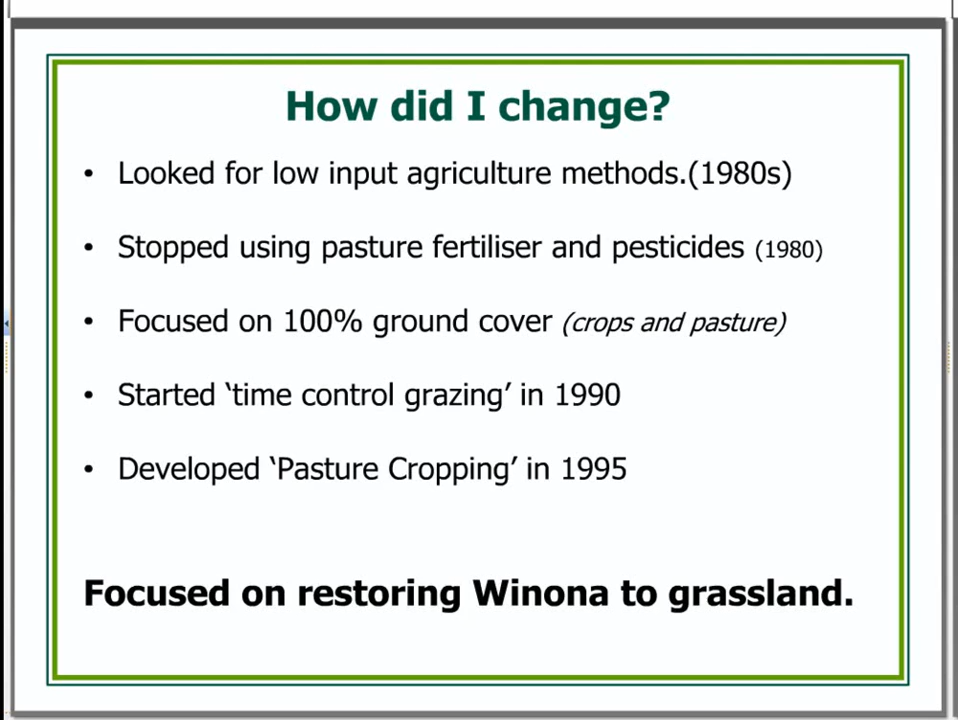 How did I change?
• Looked for low input agriculture methods.(1980s)
• Stopped using pasture fertiliser and pesticides (1980)
• Focused on 100% ground cover (crops and pasture)
• Started ‘time control grazing’ in 1990
• Developed ‘Pasture Cropping’ in 1995
Focused on restoring Winona to grassland.